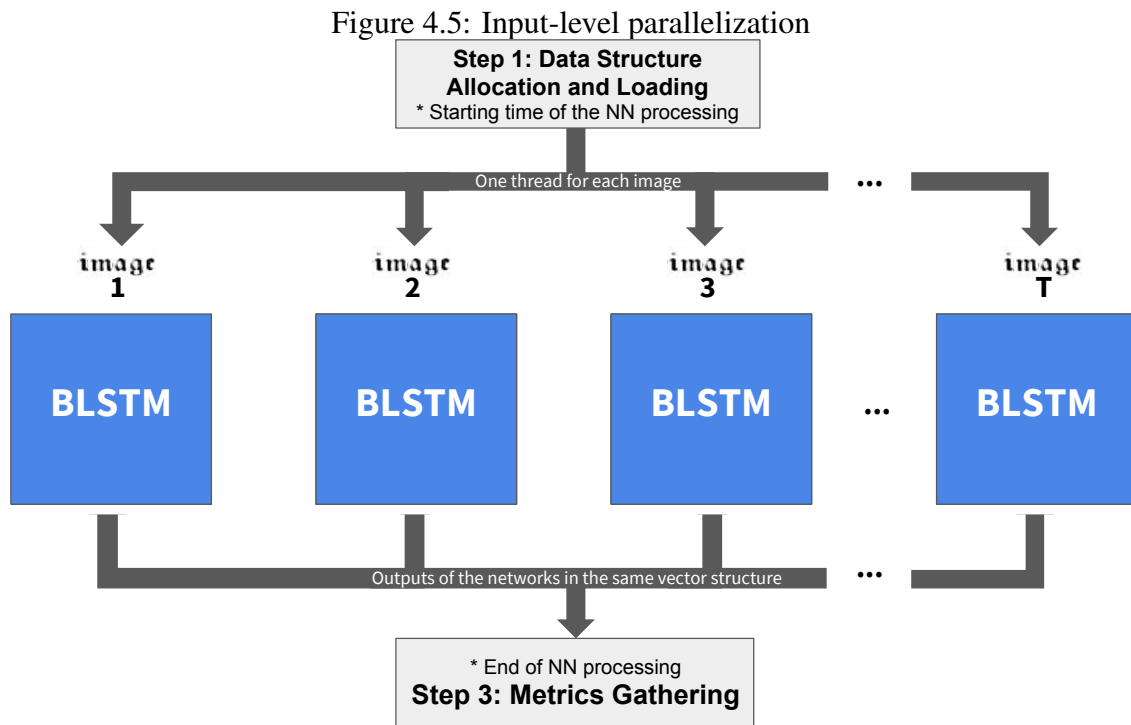 Figure 4.5: Input-level parallelization
Step 1: Data Structure
Allocation and Loading
* Starting time of the NN processing
One thread for each image
...
image image image image
1 2 3 T
BLSTM BLSTM BLSTM ... BLSTM
Outputs of the networks in the same vector structure
...
* End of NN processing
Step 3: Metrics Gathering